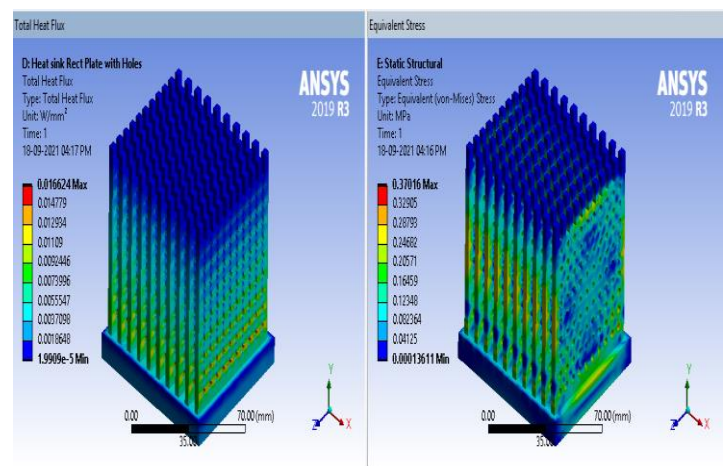 Total Heat Flux
D: Heat sink Rect Plate with Holes
Total Heat Flux
Type: Total Heat Flux
Unit: W/mm²
Time: 1
18-09-2021 04:17 PM
ANSYS
2019 R3
0.016624 Max
0.014779
0.012934
0.01109
0.0092446
0.0073996
0.0055547
0.0037098
0.0018648
1.9909e-5 Min
0.00
70.00 (mm)
35.00
Y
Z
X
Equivalent Stress
E: Static Structural
Equivalent Stress
Type: Equivalent (von-Mises) Stress
Unit: MPa
Time: 1
18-09-2021 04:16 PM
ANSYS
2019 R3
0.37016 Max
0.32905
0.28793
0.24682
0.20571
0.16459
0.12348
0.082364
0.04125
0.00013611 Min
0.00
70.00 (mm)
Y
Z
X